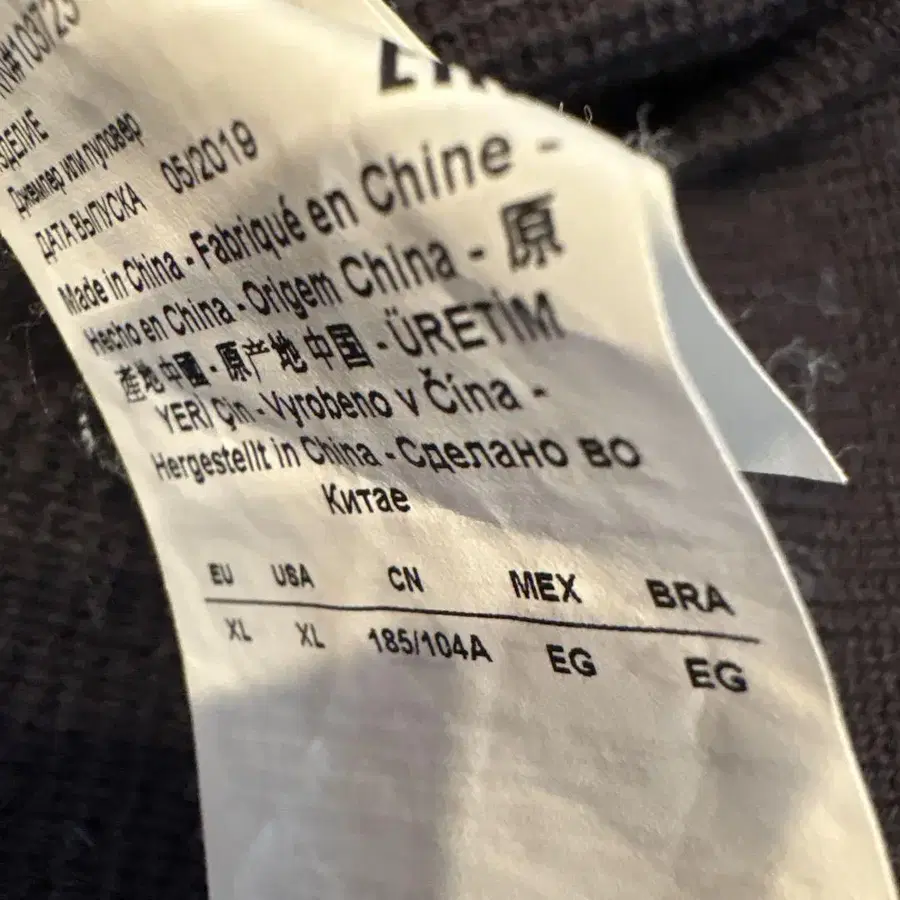 RN#103723
ИЗДЕЛИЕ
Джемпер или пуловер
ДАТА ВЫПУСКА 05/2019
Made in China - Fabriqué en Chine -
Hecho en China - Origem China - 原
產地中國 - 原产地中国 - ÜRETİM
YERİ Çin - Vyrobeno v Čína -
Hergestellt in China - Сделано во
Китае
EU USA CN MEX BRA
XL XL 185/104A EG EG